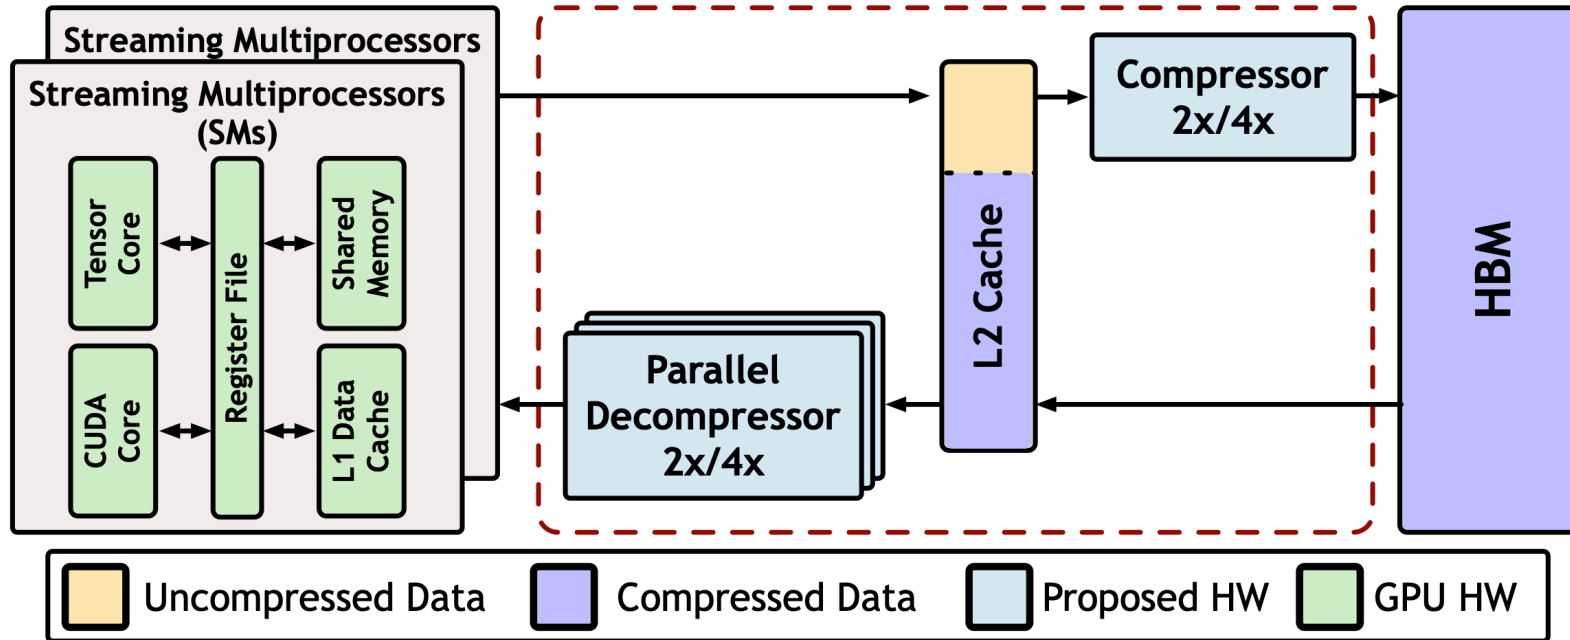 Streaming Multiprocessors
Streaming Multiprocessors
(SMs)
Tensor
Core
CUDA
Core
Register File
Shared
Memory
L1 Data
Cache
Parallel
Decompressor
2x/4x
L2 Cache
Compressor
2x/4x
HBM
Uncompressed Data
Compressed Data
Proposed HW
GPU HW